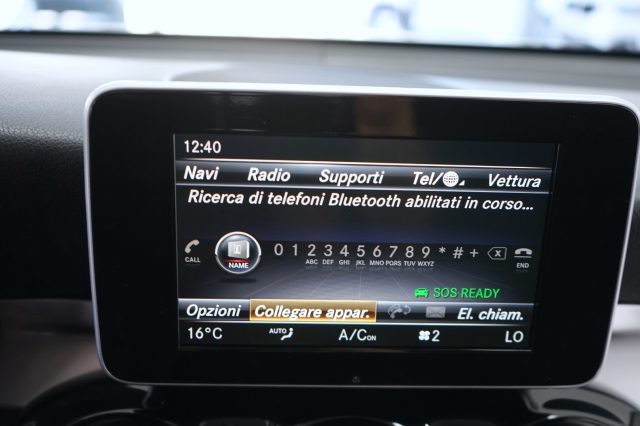 12:40
Navi Radio Supporti Tel/ Vettura
Ricerca di telefoni Bluetooth abilitati in corso...
CALL NAME 0 1 2 3 4 5 6 7 8 9 * # + END
ABC DEF GHI JKL MNO PQRS TUV WXYZ
SOS READY
Opzioni Collegare appar. El. chiam.
16°C AUTO A/C ON 2 LO